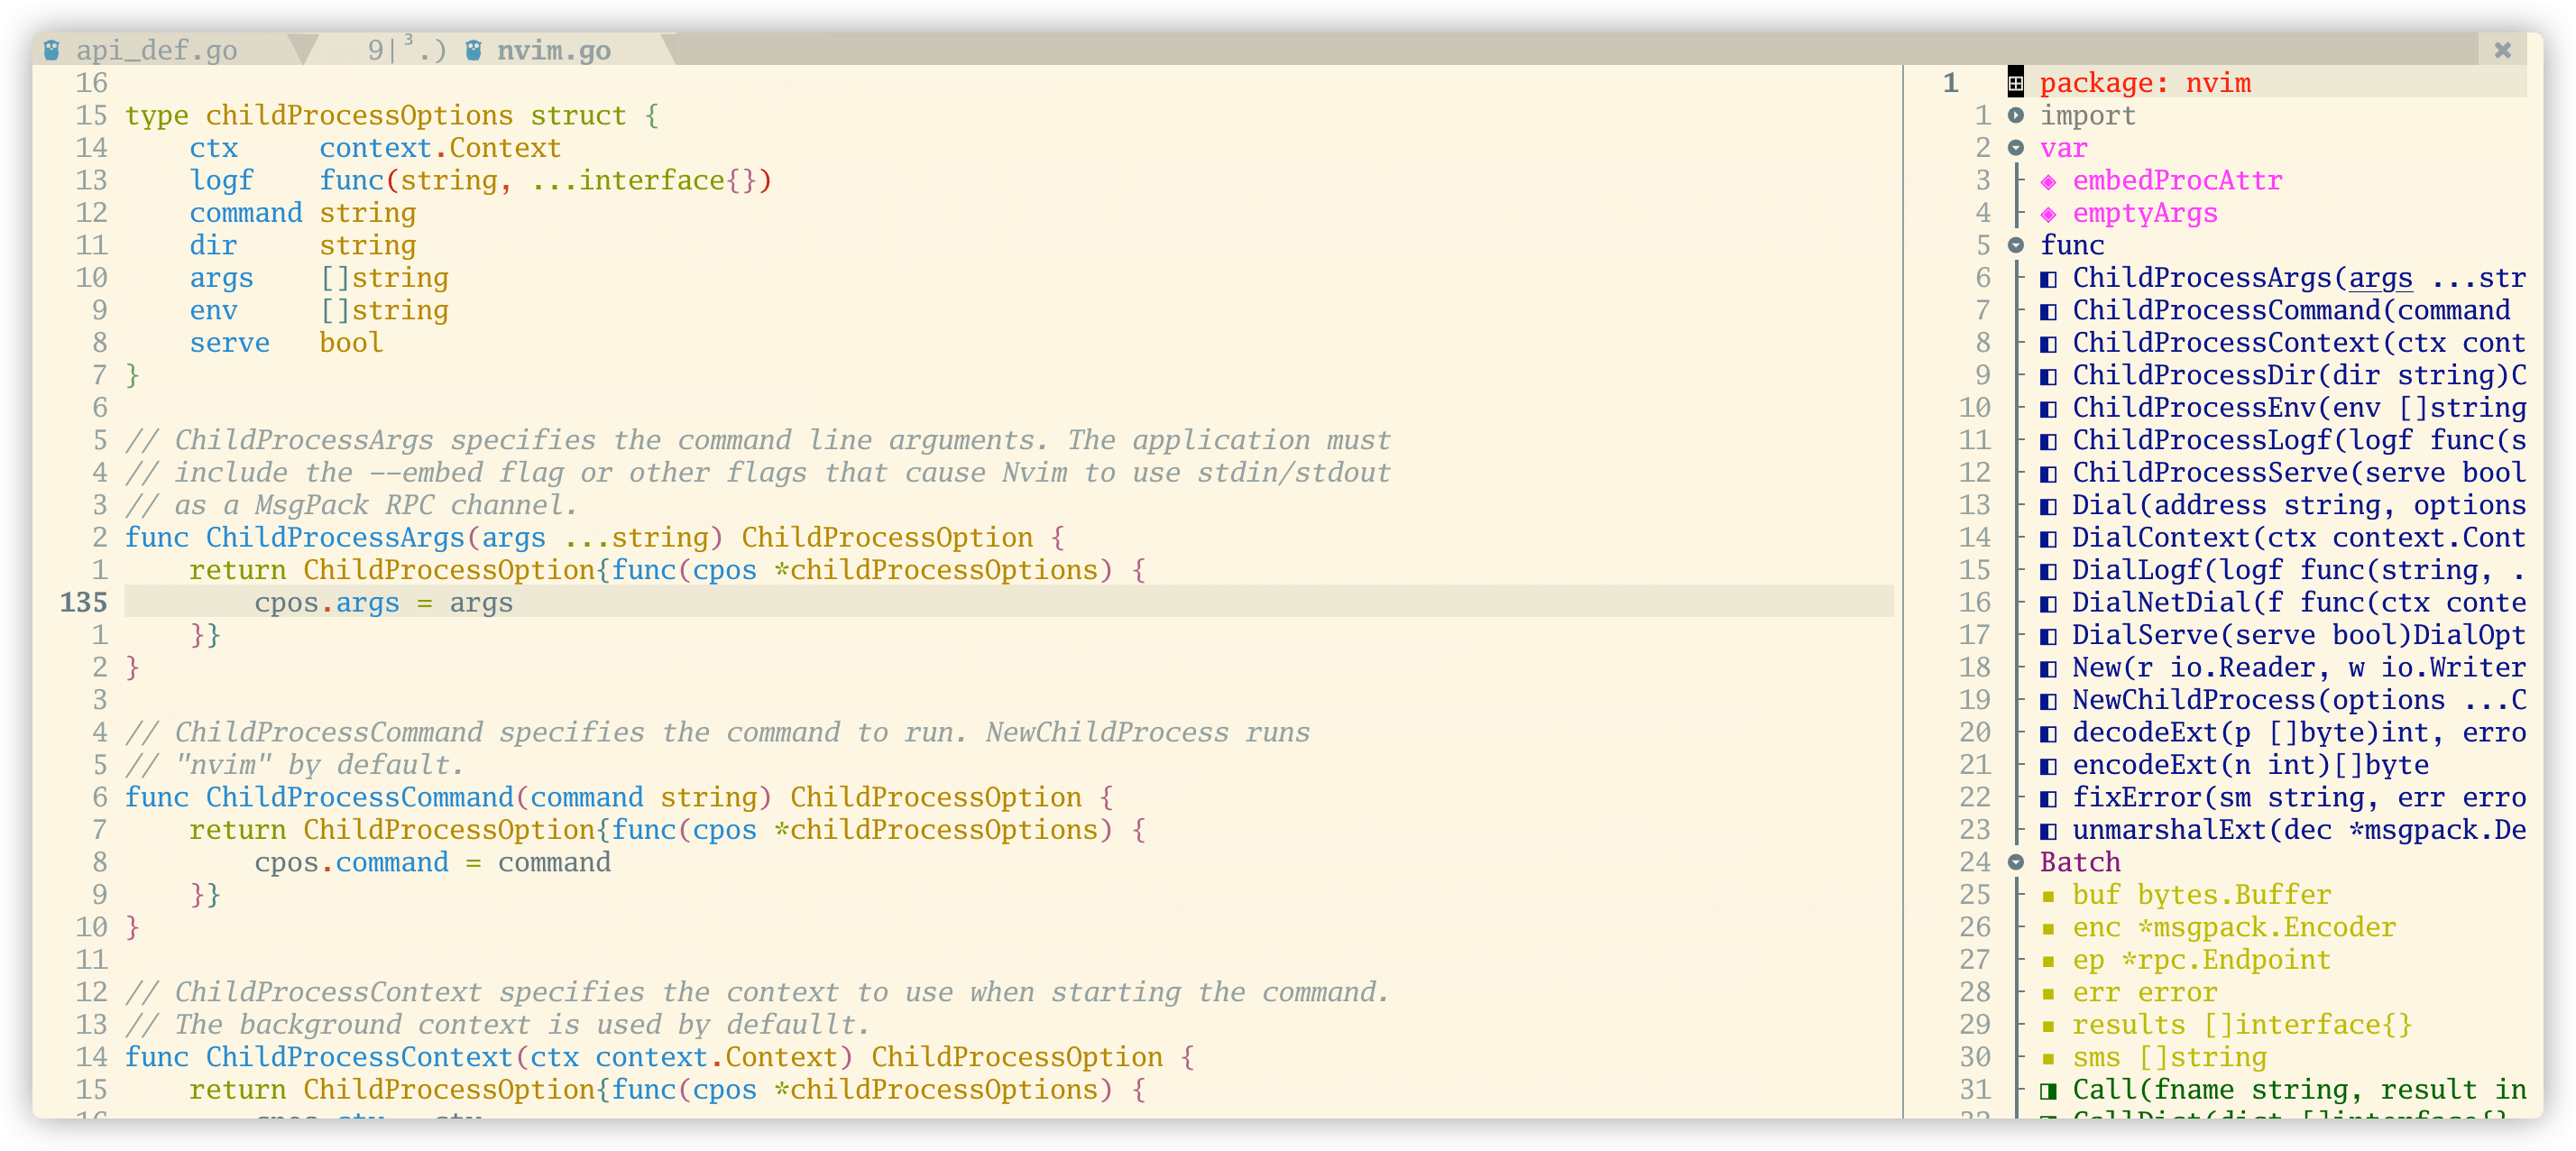 api_def.go 9|³.) nvim.go ✖
16
15 type childProcessOptions struct {
14 ctx context.Context
13 logf func(string, ...interface{})
12 command string
11 dir string
10 args []string
9 env []string
8 serve bool
7 }
6
5 // ChildProcessArgs specifies the command line arguments. The application must
4 // include the --embed flag or other flags that cause Nvim to use stdin/stdout
3 // as a MsgPack RPC channel.
2 func ChildProcessArgs(args ...string) ChildProcessOption {
1 return ChildProcessOption{func(cpos *childProcessOptions) {
135 cpos.args = args
1 }}
2 }
3
4 // ChildProcessCommand specifies the command to run. NewChildProcess runs
5 // "nvim" by default.
6 func ChildProcessCommand(command string) ChildProcessOption {
7 return ChildProcessOption{func(cpos *childProcessOptions) {
8 cpos.command = command
9 }}
10 }
11
12 // ChildProcessContext specifies the context to use when starting the command.
13 // The background context is used by defaullt.
14 func ChildProcessContext(ctx context.Context) ChildProcessOption {
15 return ChildProcessOption{func(cpos *childProcessOptions) {
1 package: nvim
1 import
2 var
3 embedProcAttr
4 emptyArgs
5 func
6 ChildProcessArgs(args ...str
7 ChildProcessCommand(command
8 ChildProcessContext(ctx cont
9 ChildProcessDir(dir string)C
10 ChildProcessEnv(env []string
11 ChildProcessLogf(logf func(s
12 ChildProcessServe(serve bool
13 Dial(address string, options
14 DialContext(ctx context.Cont
15 DialLogf(logf func(string, .
16 DialNetDial(f func(ctx conte
17 DialServe(serve bool)DialOpt
18 New(r io.Reader, w io.Writer
19 NewChildProcess(options ...C
20 decodeExt(p []byte)int, erro
21 encodeExt(n int)[]byte
22 fixError(sm string, err erro
23 unmarshalExt(dec *msgpack.De
24 Batch
25 buf bytes.Buffer
26 enc *msgpack.Encoder
27 ep *rpc.Endpoint
28 err error
29 results []interface{}
30 sms []string
31 Call(fname string, result in